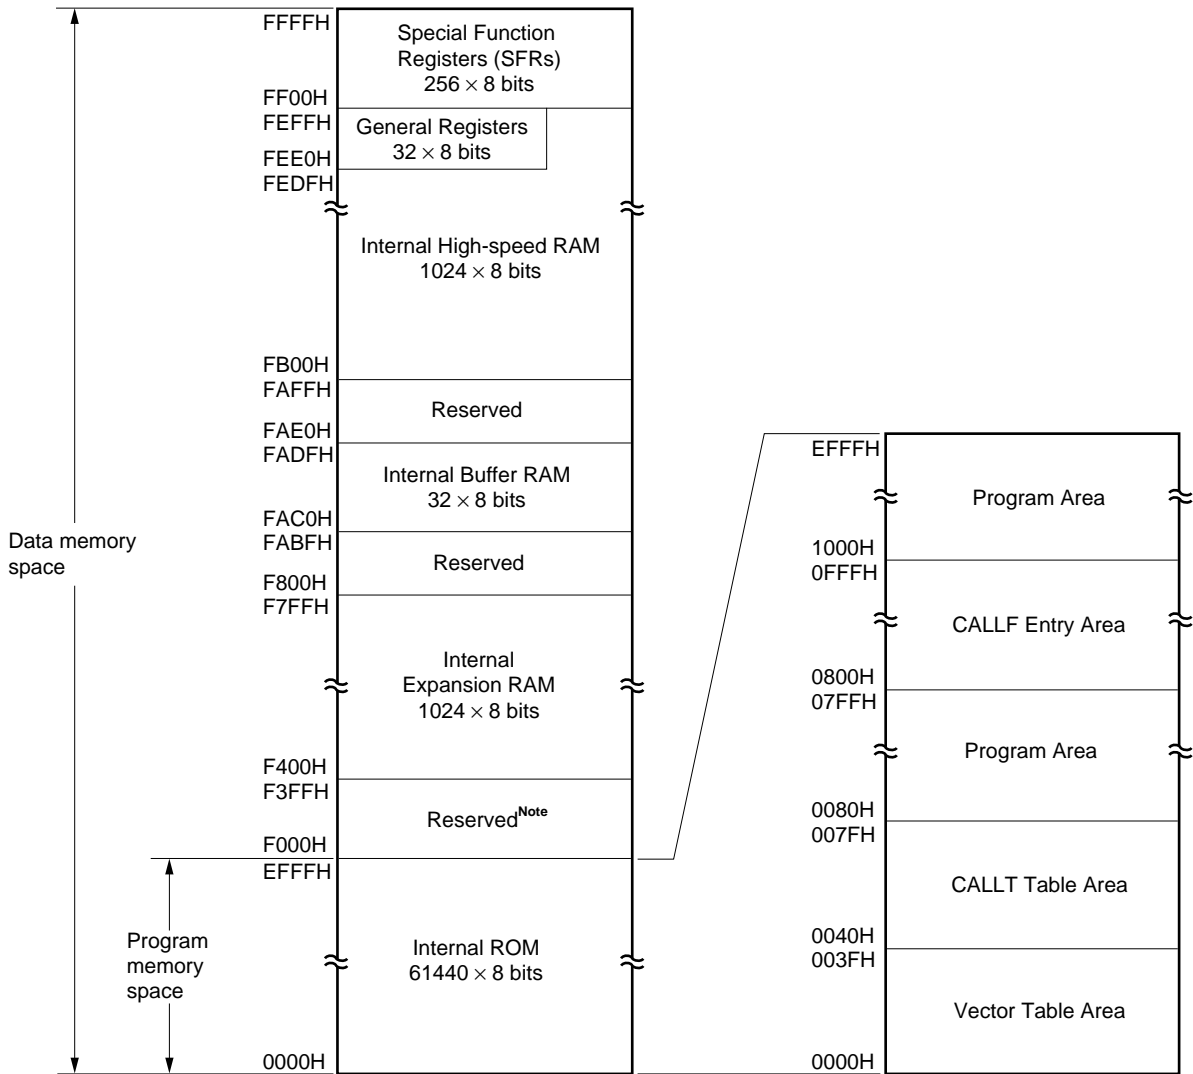 FFFFH
Special Function
Registers (SFRs)
256 × 8 bits
FF00H
FEFFH
General Registers
32 × 8 bits
FEE0H
FEDFH
Internal High-speed RAM
1024 × 8 bits
FB00H
FAFFH
Reserved
FAE0H
FADFH
Internal Buffer RAM
32 × 8 bits
FAC0H
FABFH
Reserved
F800H
F7FFH
Internal
Expansion RAM
1024 × 8 bits
F400H
F3FFH
Reserved Note
F000H
EFFFH
Internal ROM
61440 × 8 bits
0000H
Data memory
space
Program
memory
space
EFFFH
Program Area
1000H
0FFFH
CALLF Entry Area
0800H
07FFH
Program Area
0080H
007FH
CALLT Table Area
0040H
003FH
Vector Table Area
0000H